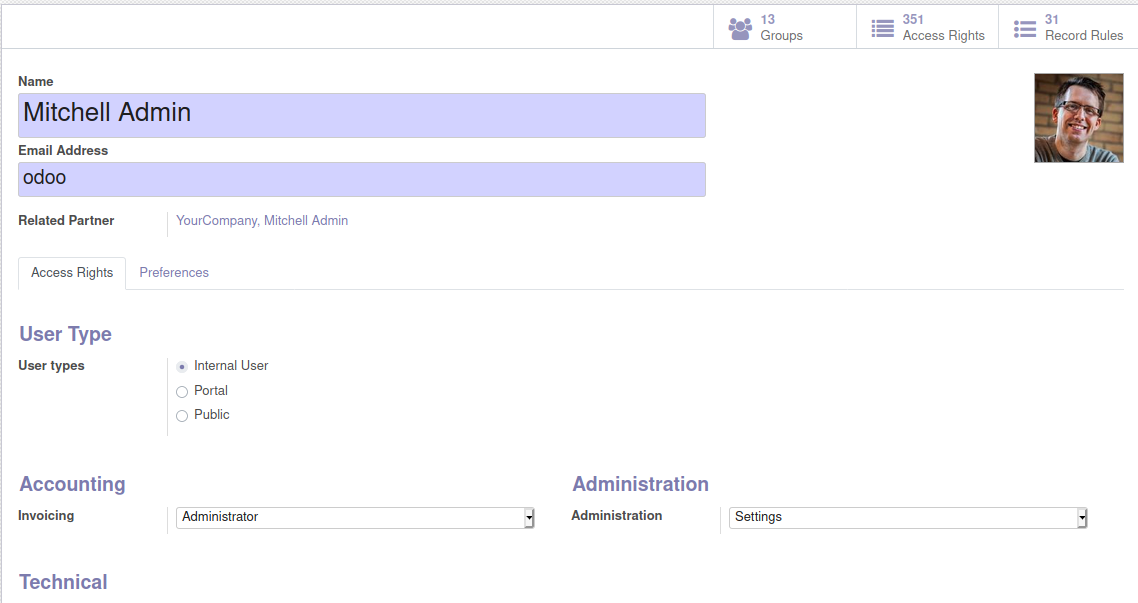 13
Groups
351
Access Rights
31
Record Rules
Name
Mitchell Admin
Email Address
odoo
Related Partner
YourCompany, Mitchell Admin
Access Rights
Preferences
User Type
User types
Internal User
Portal
Public
Accounting
Administration
Invoicing
Administrator
Administration
Settings
Technical